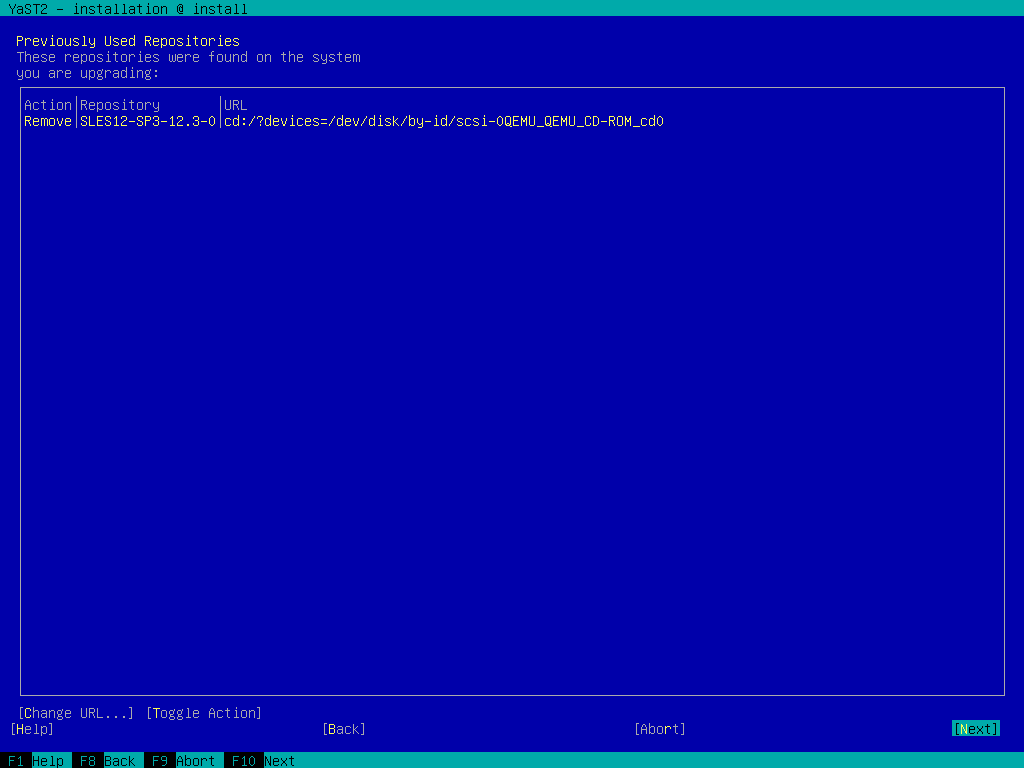 YaST2 - installation @ install
Previously Used Repositories
These repositories were found on the system
you are upgrading:
Action|Repository |URL
Remove|SLES12-SP3-12.3-0|cd:/?devices=/dev/disk/by-id/scsi-0QEMU_QEMU_CD-ROM_cd0
[Change URL...] [Toggle Action]
[Help] [Back] [Abort] [Next]
F1 Help F8 Back F9 Abort F10 Next